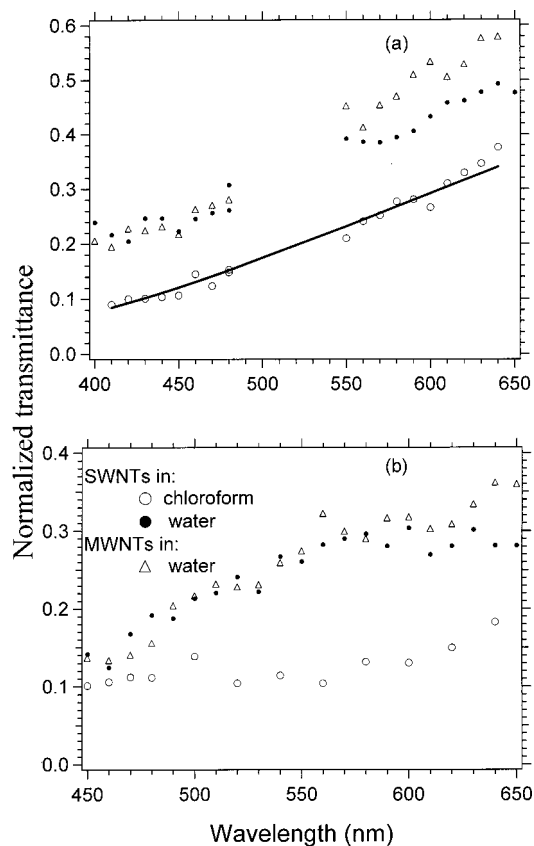 0.6
(a)
0.5
0.4
0.3
0.2
0.1
0.0
400
450
500
550
600
650
Normalized transmittance
0.4
(b)
SWNTs in:
chloroform
water
MWNTs in:
water
0.3
0.2
0.1
0.0
450
500
550
600
650
Wavelength (nm)